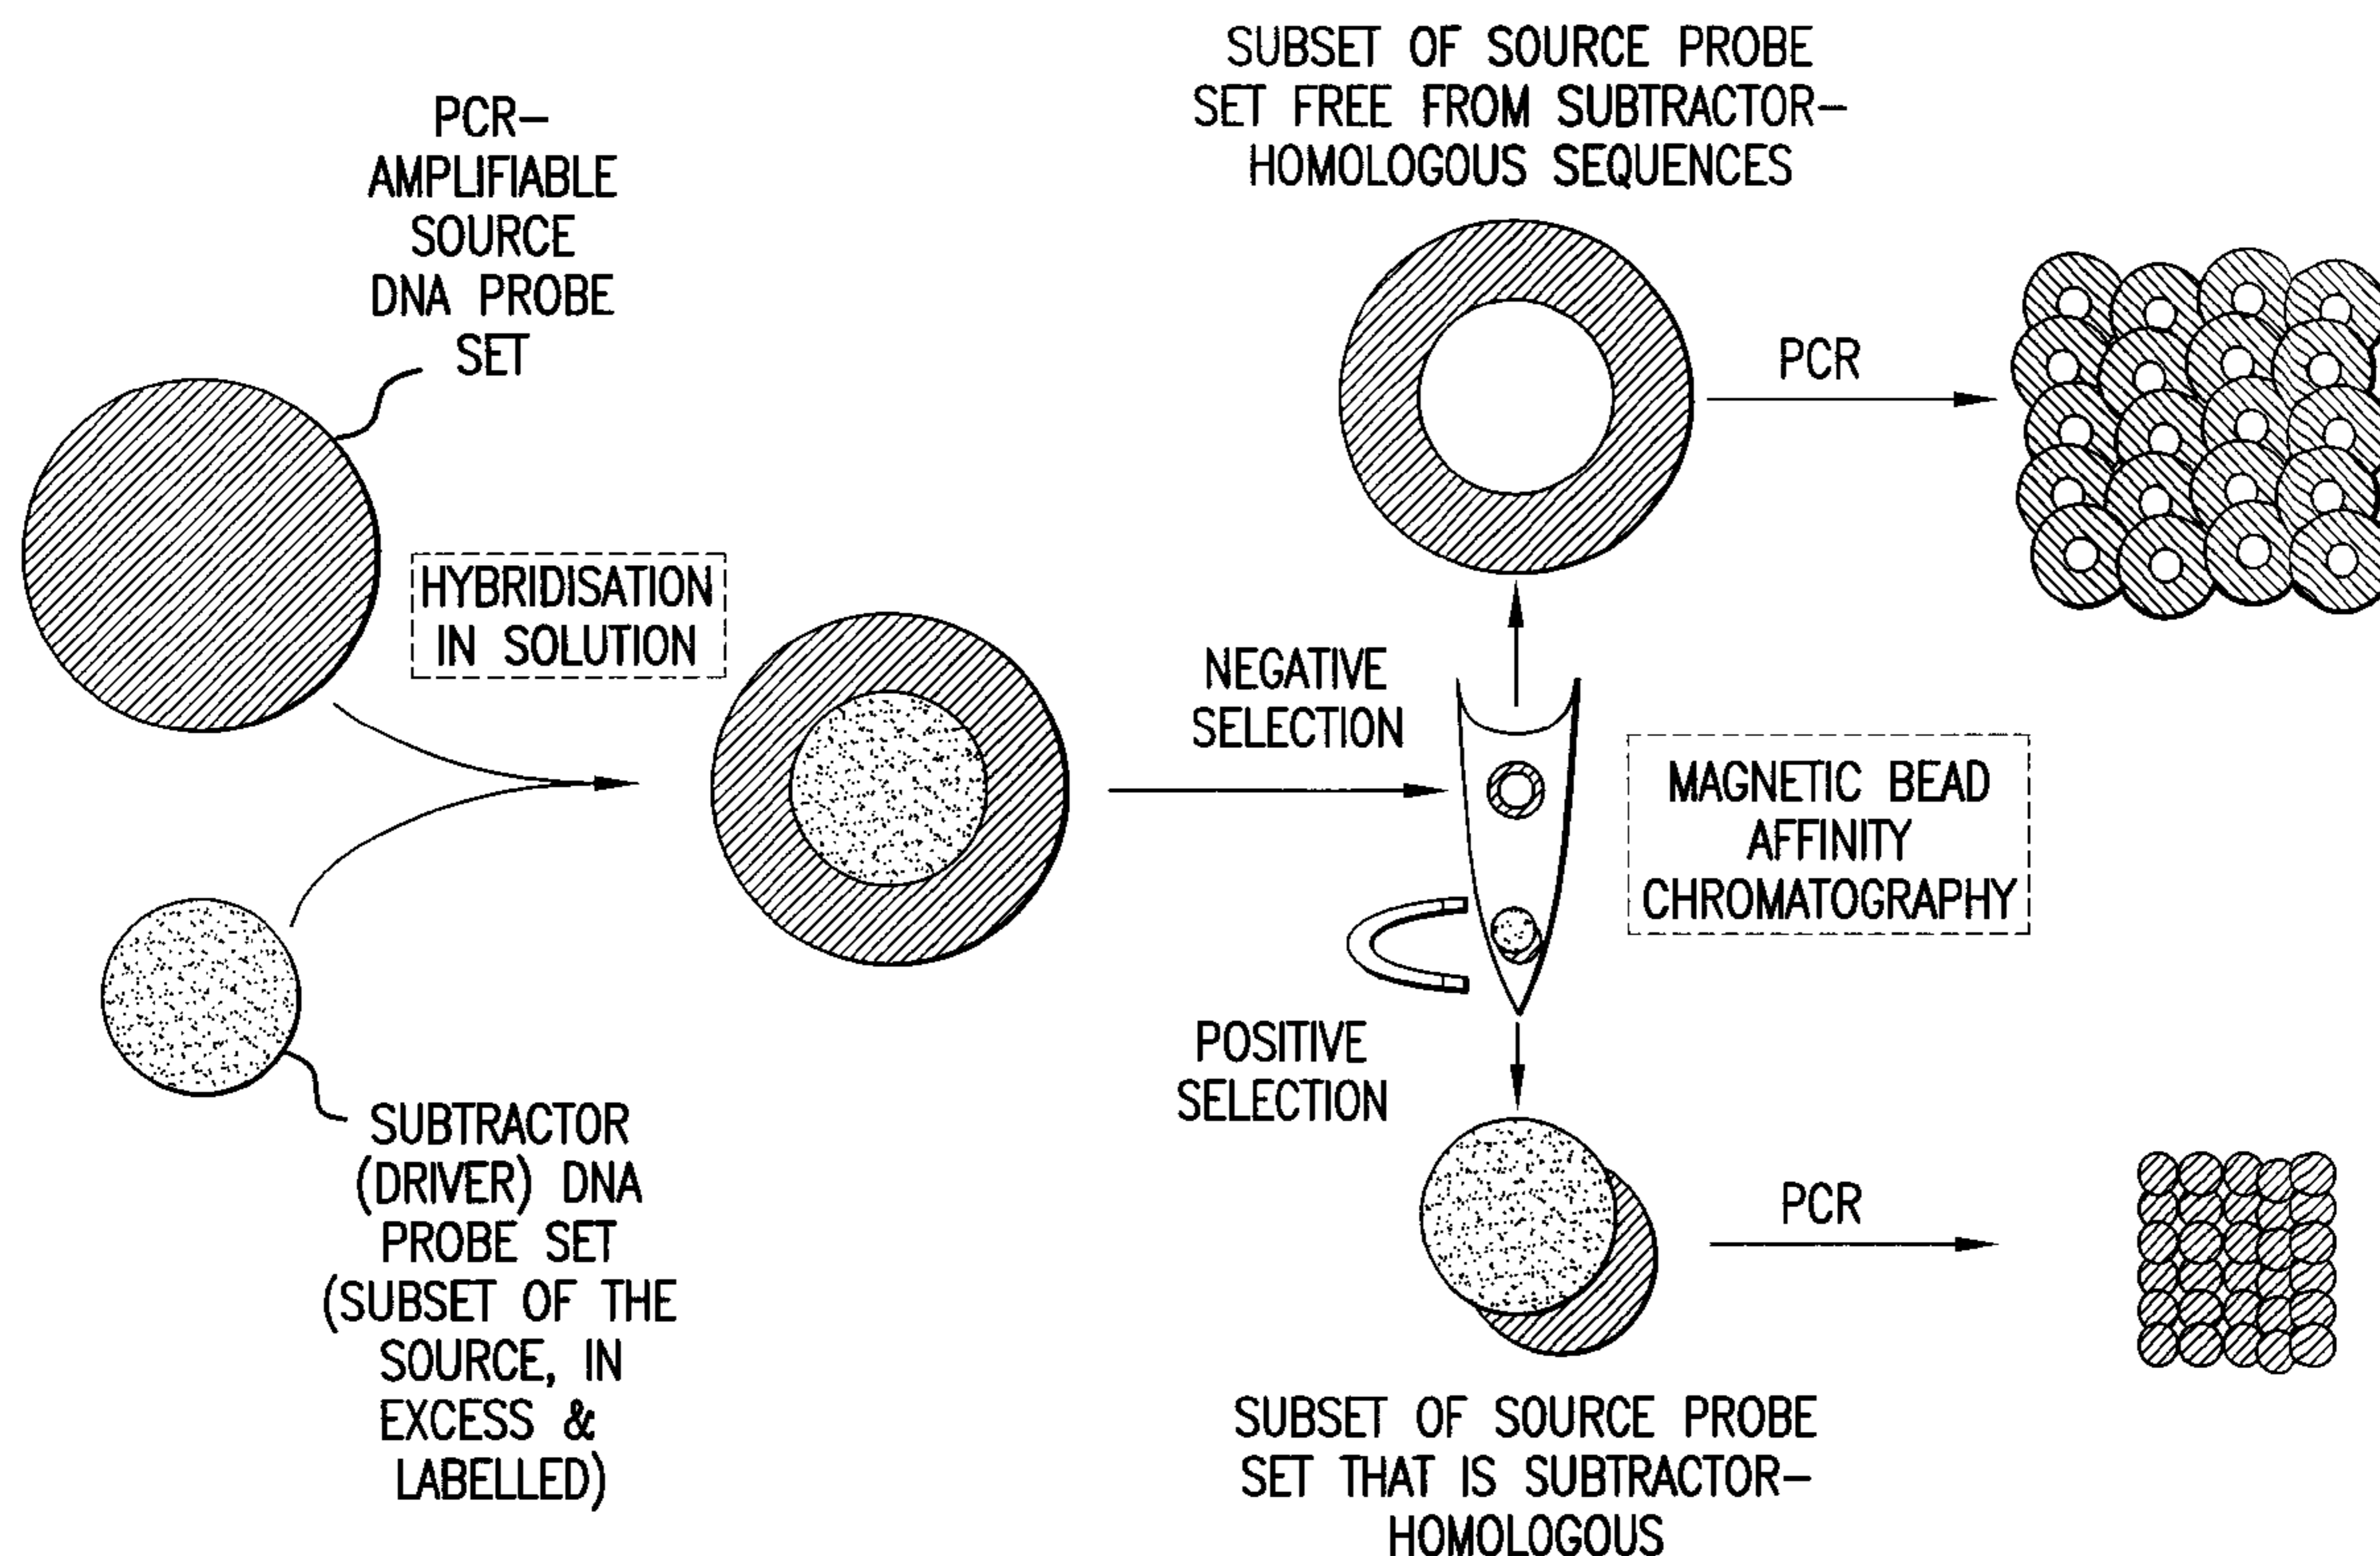 PCR-
AMPLIFIABLE
SOURCE
DNA PROBE
SET
HYBRIDISATION
IN SOLUTION
SUBTRACTOR
(DRIVER) DNA
PROBE SET
(SUBSET OF THE
SOURCE, IN
EXCESS &
LABELLED)
SUBSET OF SOURCE PROBE
SET FREE FROM SUBTRACTOR-
HOMOLOGOUS SEQUENCES
PCR
NEGATIVE
SELECTION
MAGNETIC BEAD
AFFINITY
CHROMATOGRAPHY
POSITIVE
SELECTION
PCR
SUBSET OF SOURCE PROBE
SET THAT IS SUBTRACTOR-
HOMOLOGOUS